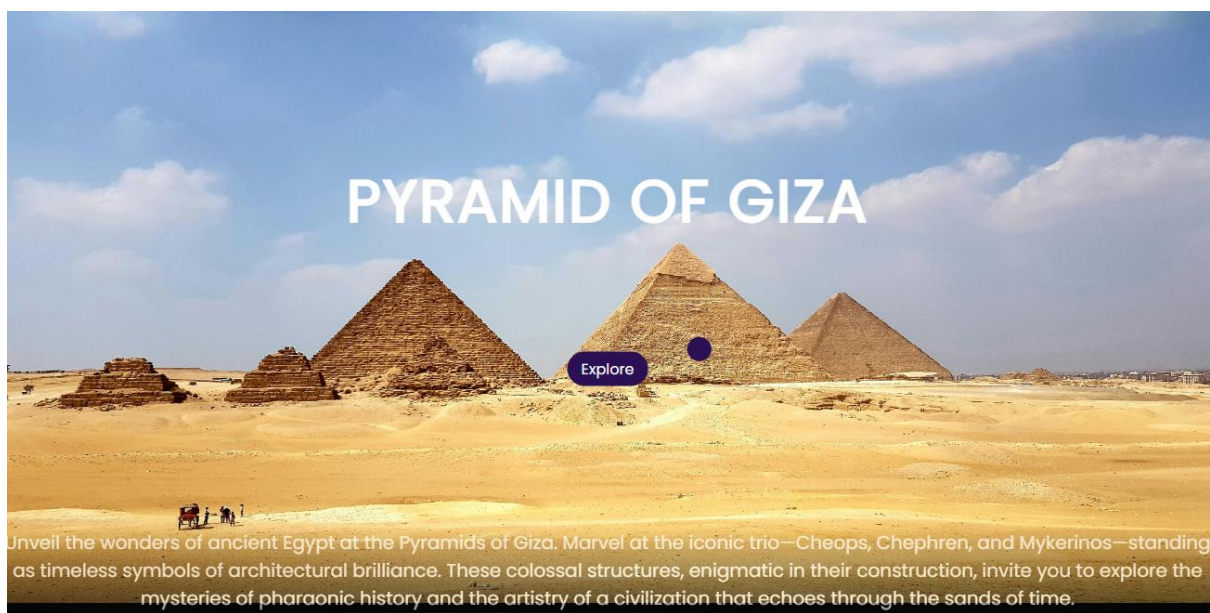 PYRAMID OF GIZA
Explore
Unveil the wonders of ancient Egypt at the Pyramids of Giza. Marvel at the iconic trio—Cheops, Chephren, and Mykerinos—standing
as timeless symbols of architectural brilliance. These colossal structures, enigmatic in their construction, invite you to explore the
mysteries of pharaonic history and the artistry of a civilization that echoes through the sands of time.